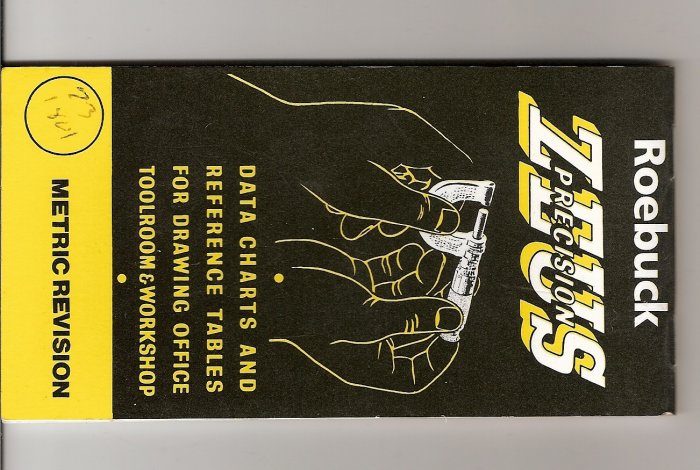 Roebuck
ZEUS
PRECISION
DATA CHARTS AND
REFERENCE TABLES
FOR DRAWING OFFICE
TOOLROOM & WORKSHOP
METRIC REVISION